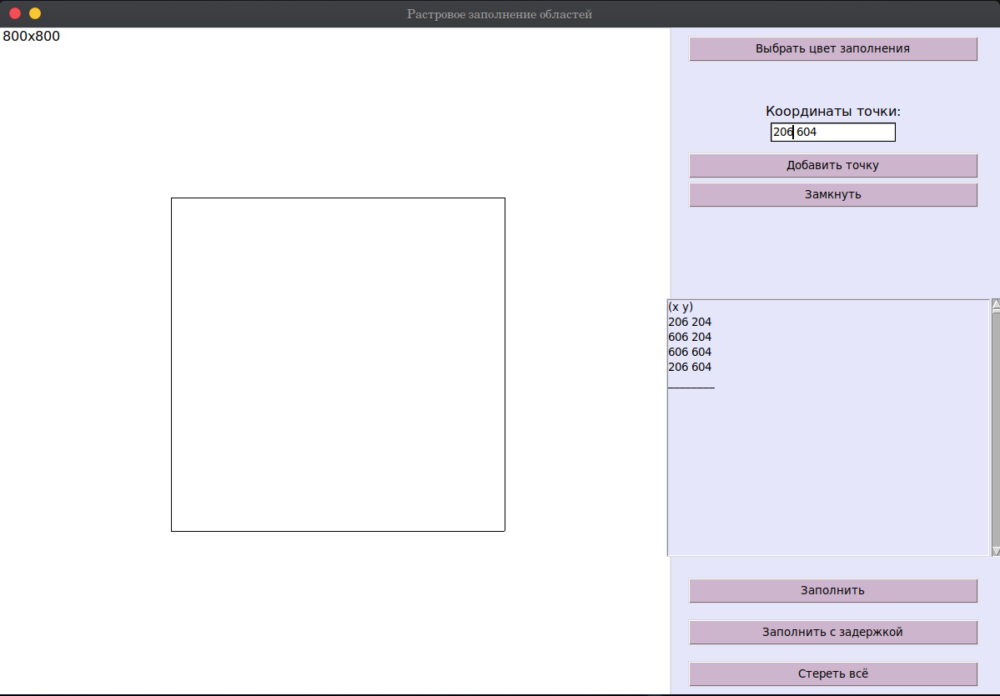 Растровое заполнение областей
800x800
Выбрать цвет заполнения
Координаты точки:
206 604
Добавить точку
Замкнуть
(x y)
206 204
606 204
606 604
206 604
________
Заполнить
Заполнить с задержкой
Стереть всё